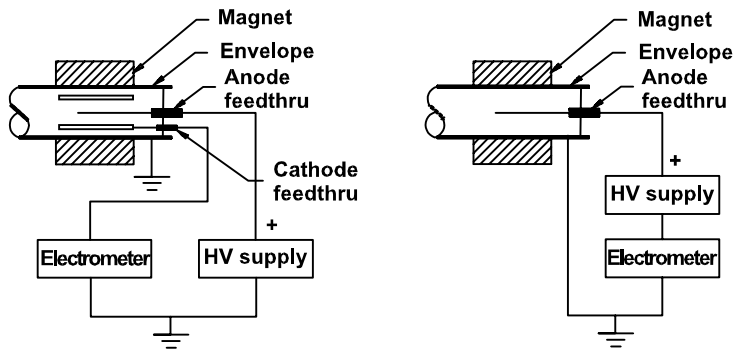 Magnet
Envelope
Anode
feedthru
Cathode
feedthru
+
Electrometer
HV supply
Magnet
Envelope
Anode
feedthru
+
HV supply
Electrometer